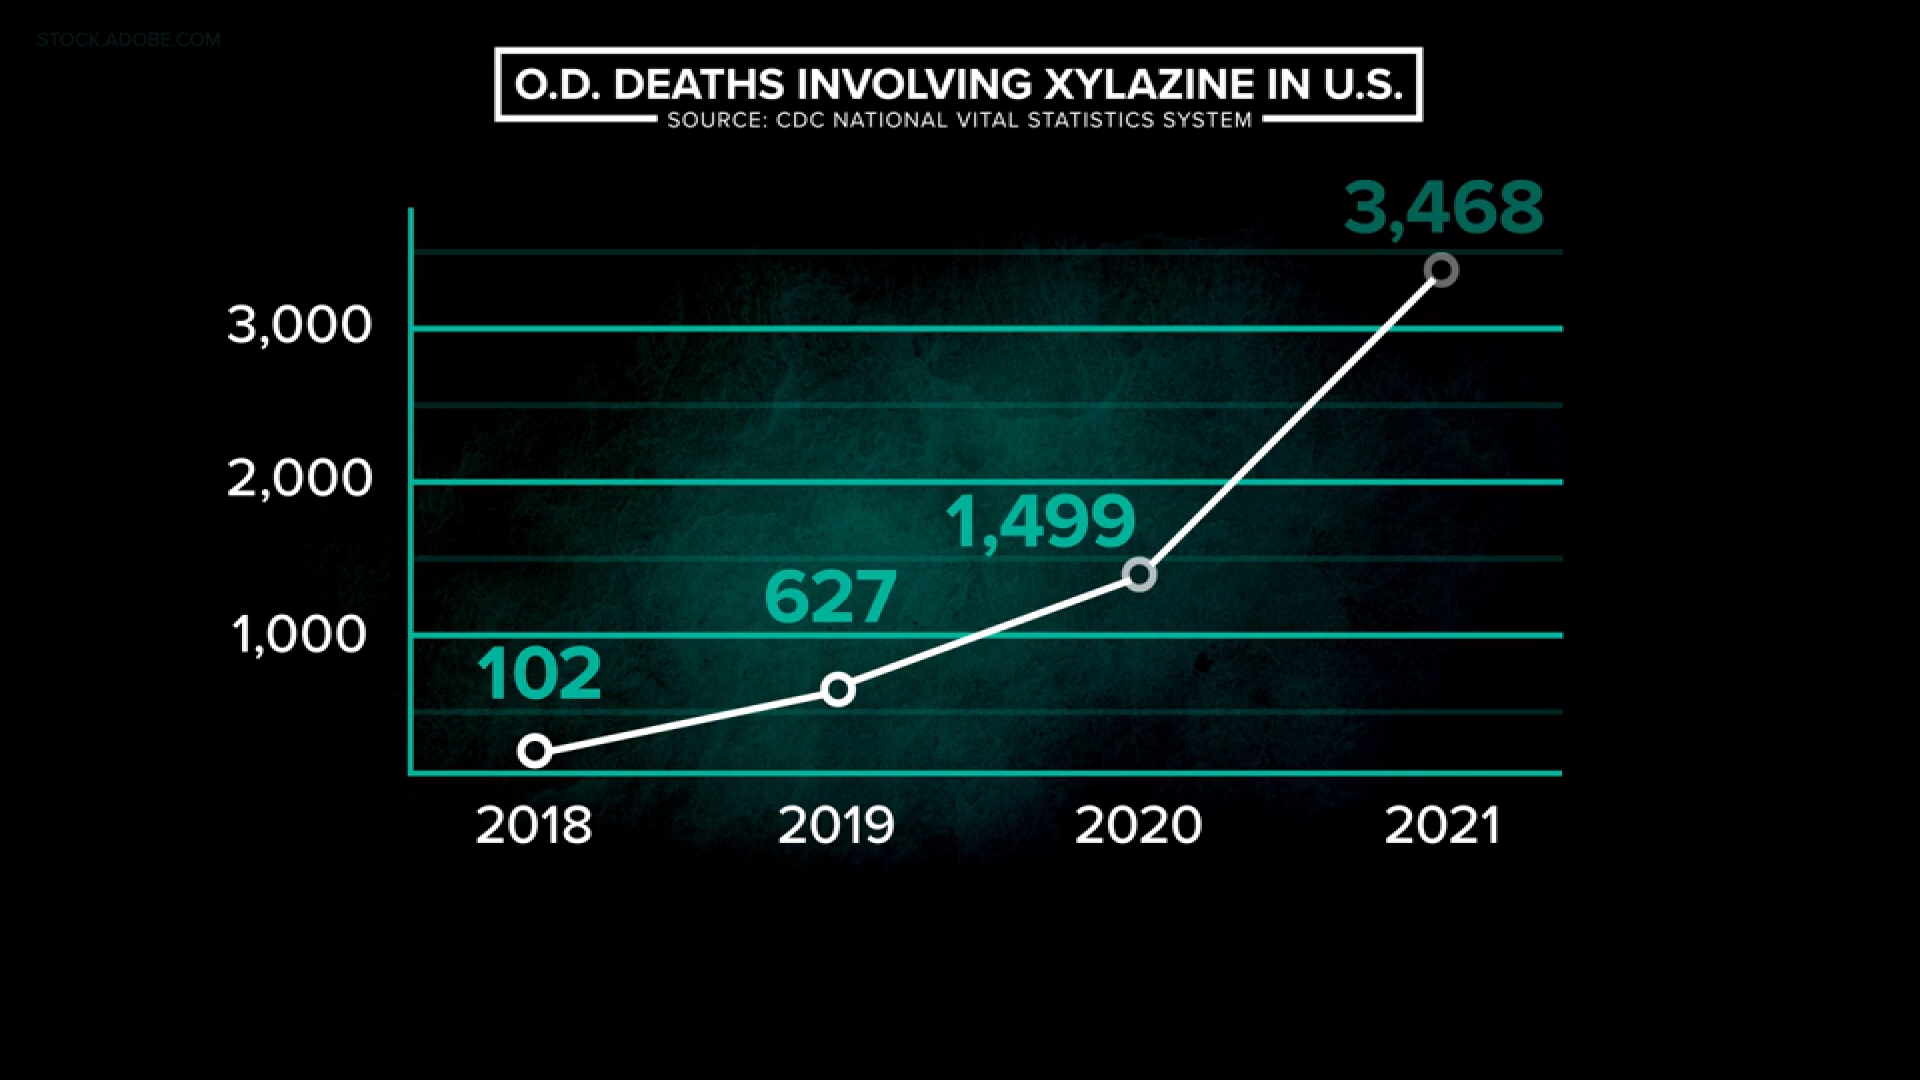 STOCK.ADOBE.COM
O.D. DEATHS INVOLVING XYLAZINE IN U.S.
SOURCE: CDC NATIONAL VITAL STATISTICS SYSTEM
3,468
3,000
2,000
1,499
627
1,000
102
2018 2019 2020 2021